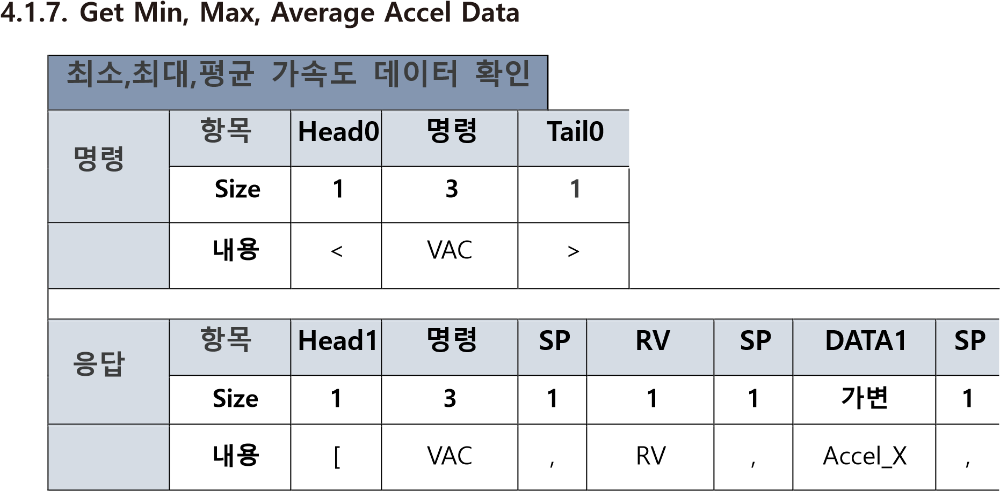 4.1.7. Get Min, Max, Average Accel Data
최소,최대,평균 가속도 데이터 확인
명령 항목 Head0 명령 Tail0
Size 1 3 1
내용 < VAC >
응답 항목 Head1 명령 SP RV SP DATA1 SP
Size 1 3 1 1 1 가변 1
내용 [ VAC , RV , Accel_X ,